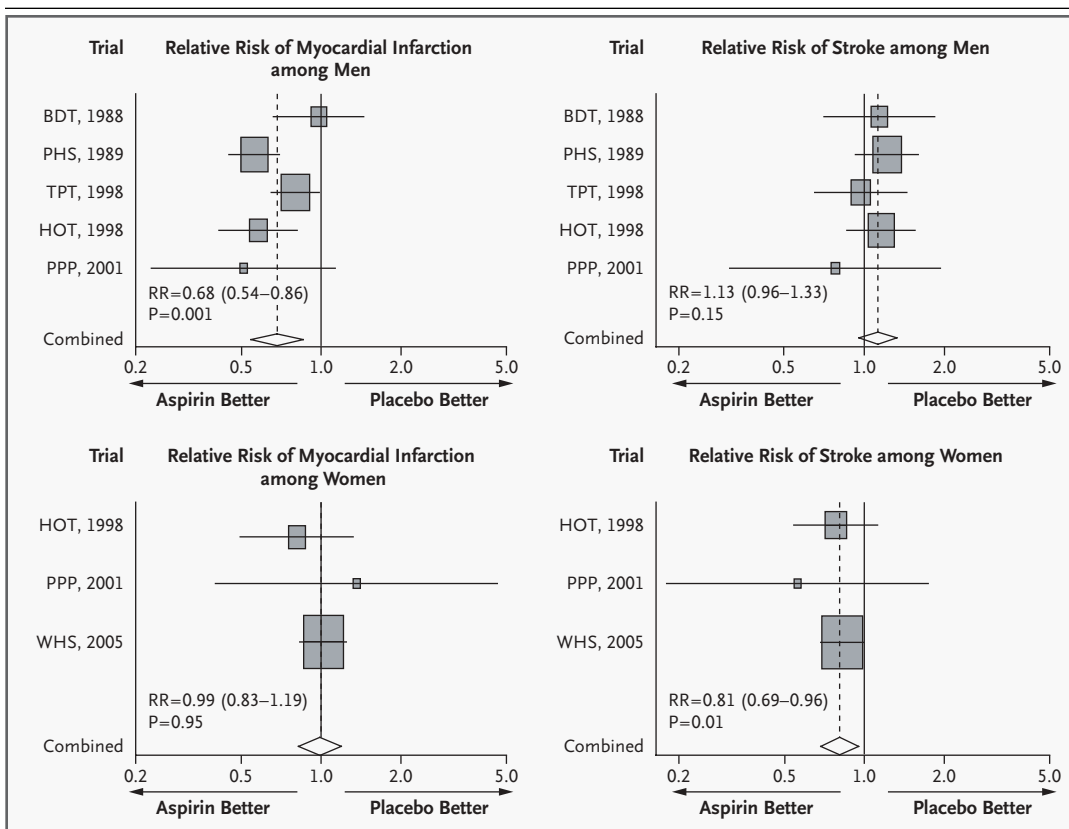 Trial
Relative Risk of Myocardial Infarction
among Men
BDT, 1988
PHS, 1989
TPT, 1998
HOT, 1998
PPP, 2001
RR=0.68 (0.54–0.86)
P=0.001
Combined
0.2 0.5 1.0 2.0 5.0
Aspirin Better Placebo Better
Trial
Relative Risk of Stroke among Men
BDT, 1988
PHS, 1989
TPT, 1998
HOT, 1998
PPP, 2001
RR=1.13 (0.96–1.33)
P=0.15
Combined
0.2 0.5 1.0 2.0 5.0
Aspirin Better Placebo Better
Trial
Relative Risk of Myocardial Infarction
among Women
HOT, 1998
PPP, 2001
WHS, 2005
RR=0.99 (0.83–1.19)
P=0.95
Combined
0.2 0.5 1.0 2.0 5.0
Aspirin Better Placebo Better
Trial
Relative Risk of Stroke among Women
HOT, 1998
PPP, 2001
WHS, 2005
RR=0.81 (0.69–0.96)
P=0.01
Combined
0.2 0.5 1.0 2.0 5.0
Aspirin Better Placebo Better